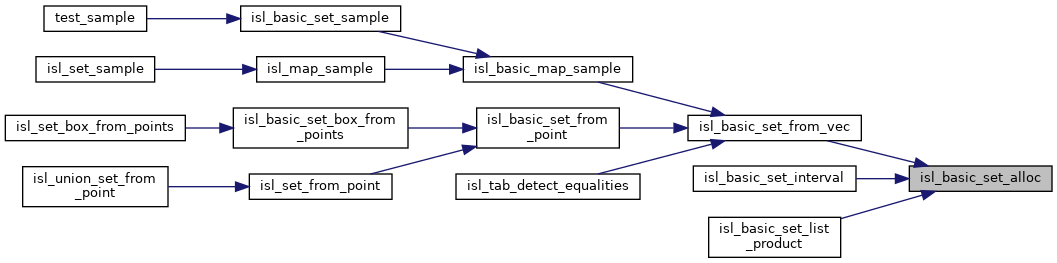 test_sample
isl_basic_set_sample
isl_set_sample
isl_map_sample
isl_basic_map_sample
isl_set_box_from_points
isl_basic_set_box_from
_points
isl_basic_set_from
_point
isl_basic_set_from_vec
isl_union_set_from
_point
isl_set_from_point
isl_tab_detect_equalities
isl_basic_set_interval
isl_basic_set_alloc
isl_basic_set_list
_product